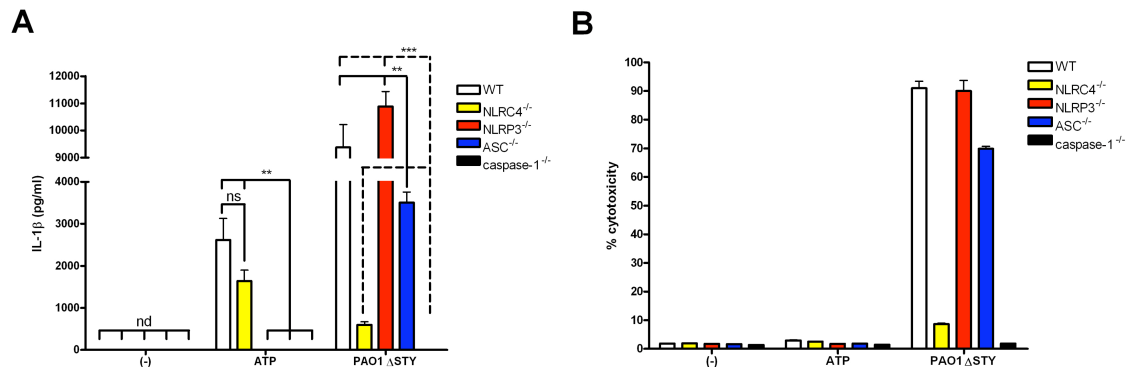 A
IL-1β (pg/ml)
12000
11000
10000
9000
4000
3000
2000
1000
0
nd
ns
**
**
***
(-)
ATP
PAO1 ΔSTY
WT
NLRC4-/-
NLRP3-/-
ASC-/-
caspase-1-/-
B
% cytotoxicity
100
90
80
70
60
50
40
30
20
10
0
(-)
ATP
PAO1 ΔSTY
WT
NLRC4-/-
NLRP3-/-
ASC-/-
caspase-1-/-